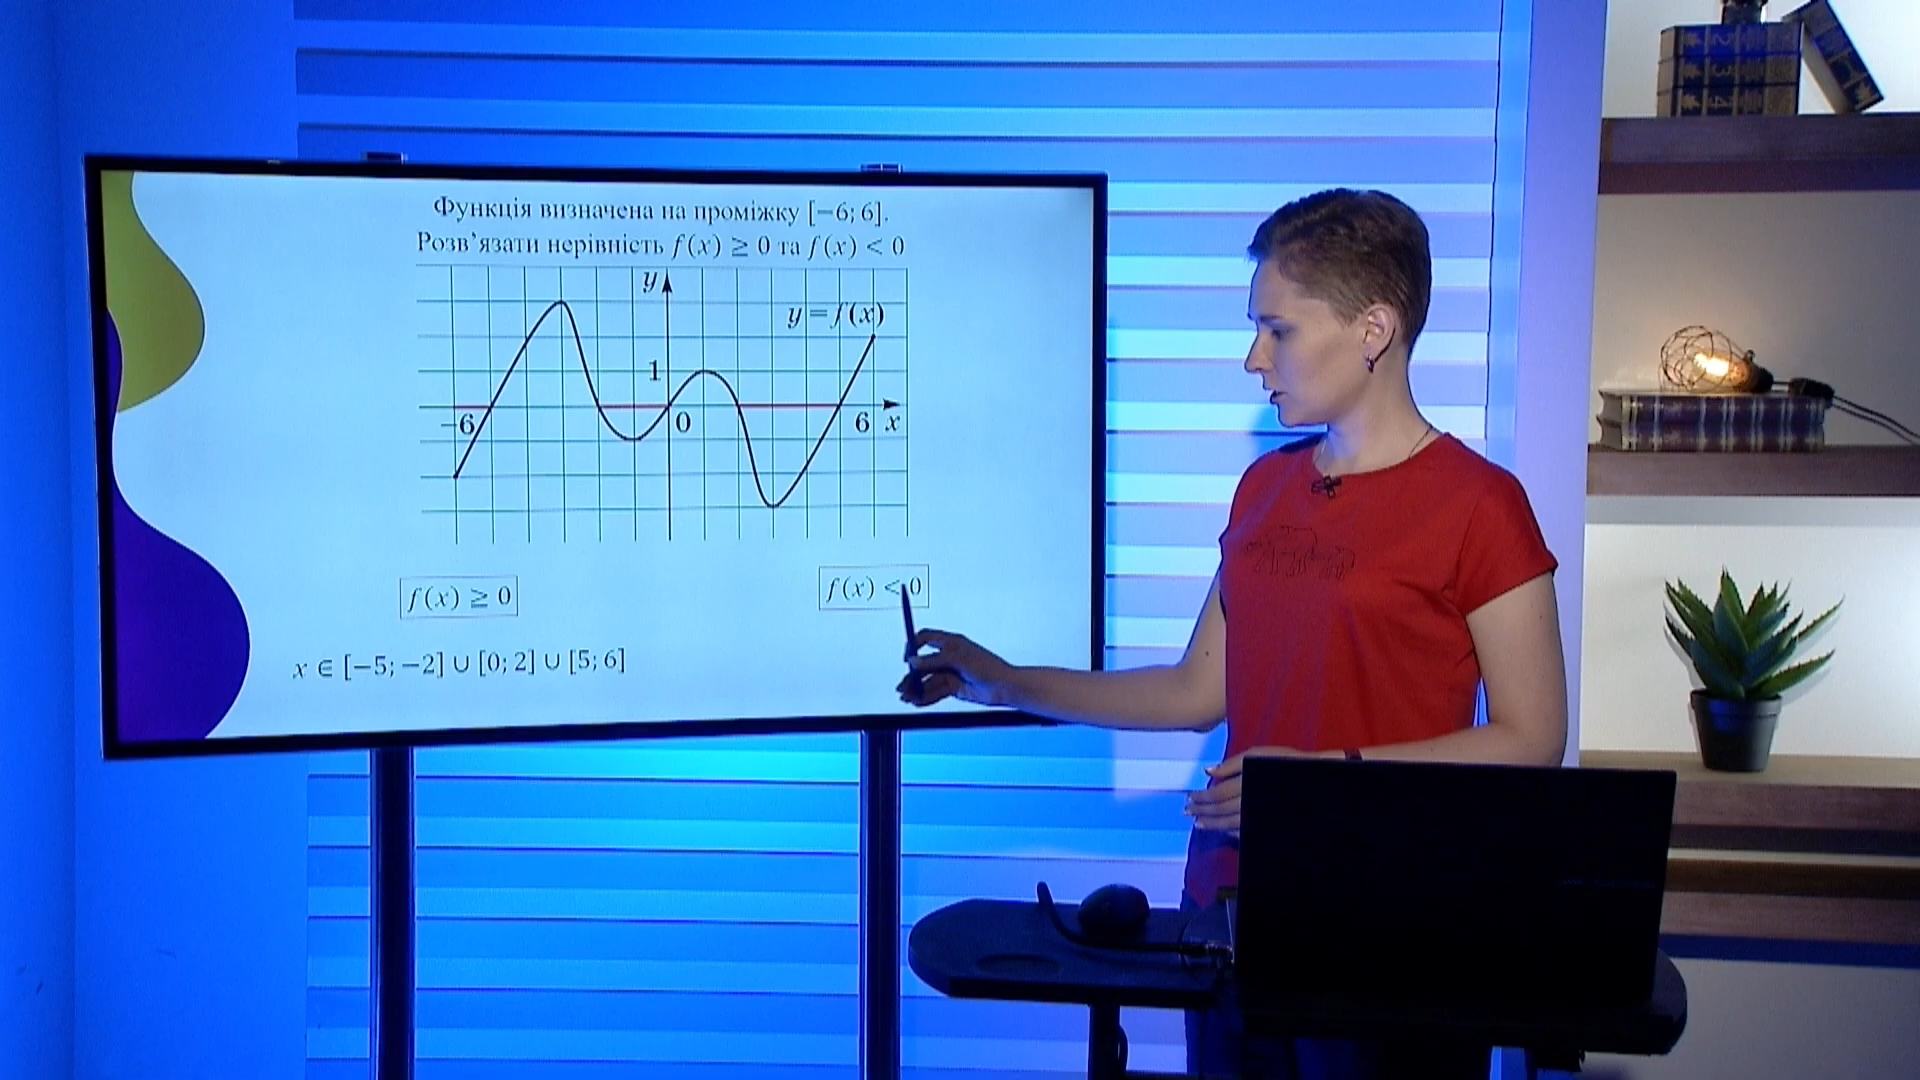 Функція визначена на проміжку [−6; 6].
Розв’язати нерівність f(x) ≥ 0 та f(x) < 0
y
y = f(x)
1
−6
0
6
x
f(x) ≥ 0
f(x) < 0
x ∈ [−5; −2] ∪ [0; 2] ∪ [5; 6]